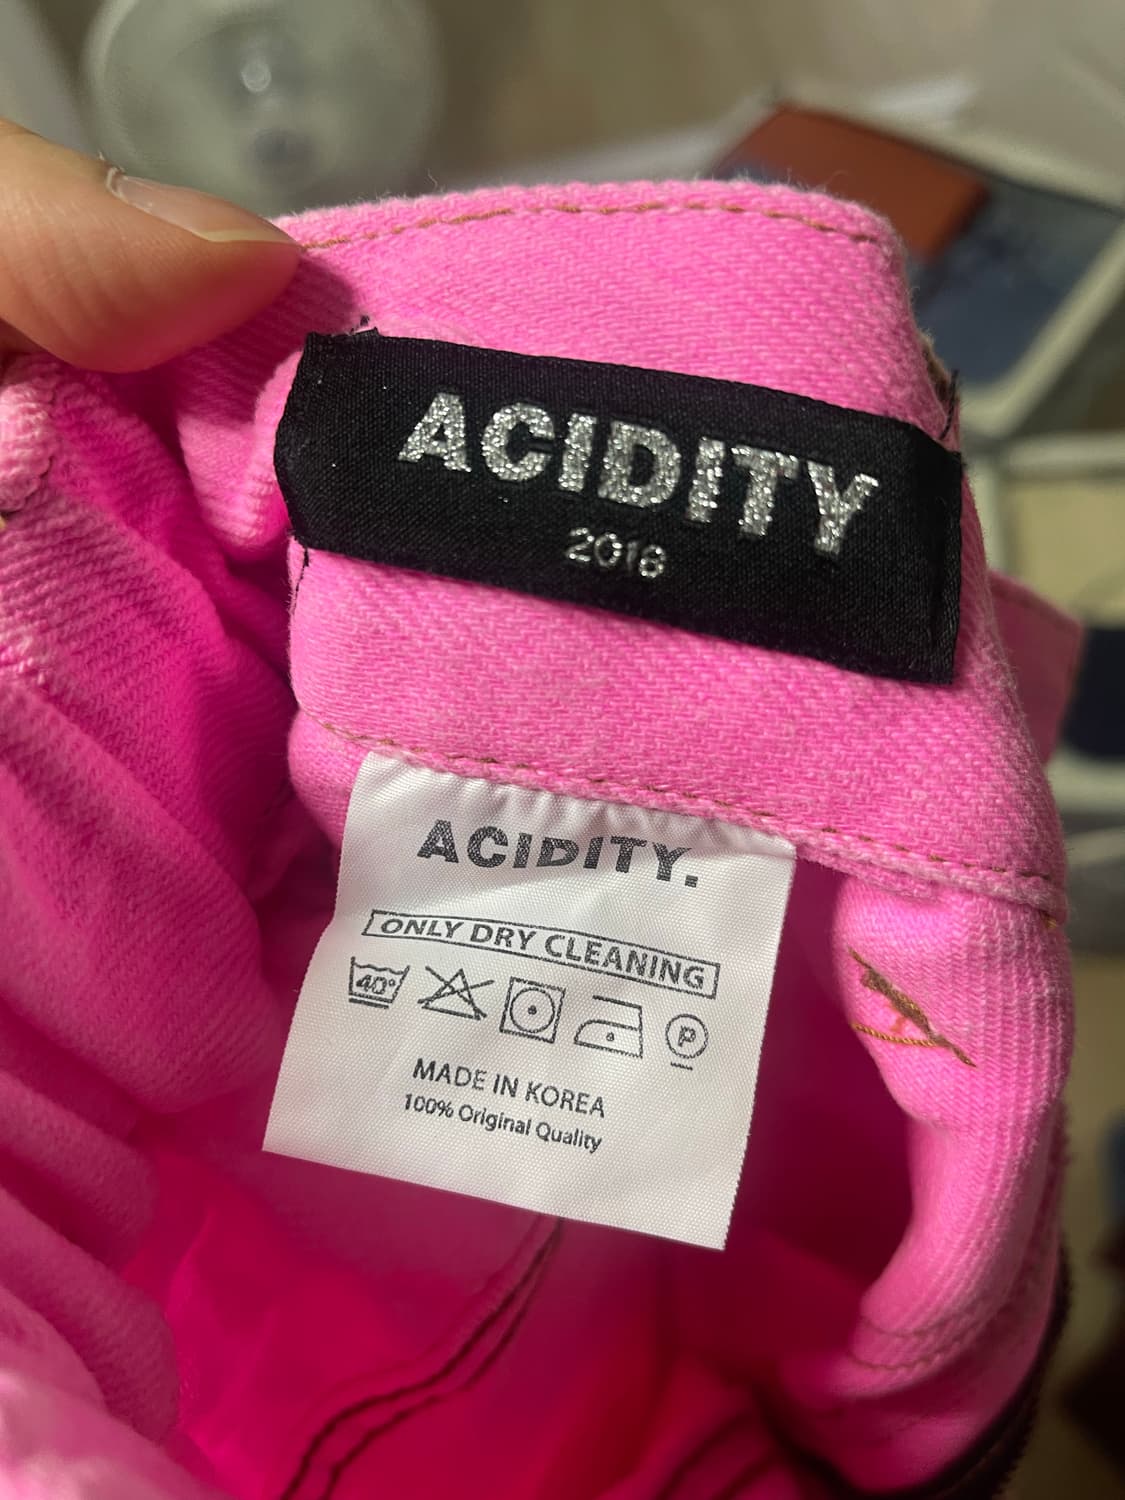 ACIDITY
2018
ACIDITY.
ONLY DRY CLEANING
40° P
MADE IN KOREA
100% Original Quality